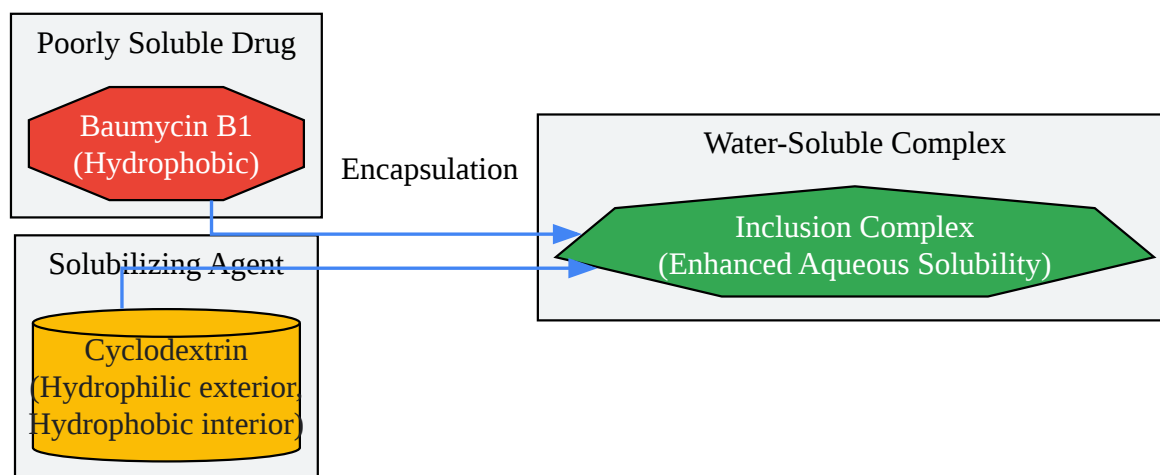 Poorly Soluble Drug
Baumycin B1
(Hydrophobic)
Encapsulation
Water-Soluble Complex
Inclusion Complex
(Enhanced Aqueous Solubility)
Solubilizing Agent
Cyclodextrin
(Hydrophilic exterior,
Hydrophobic interior)